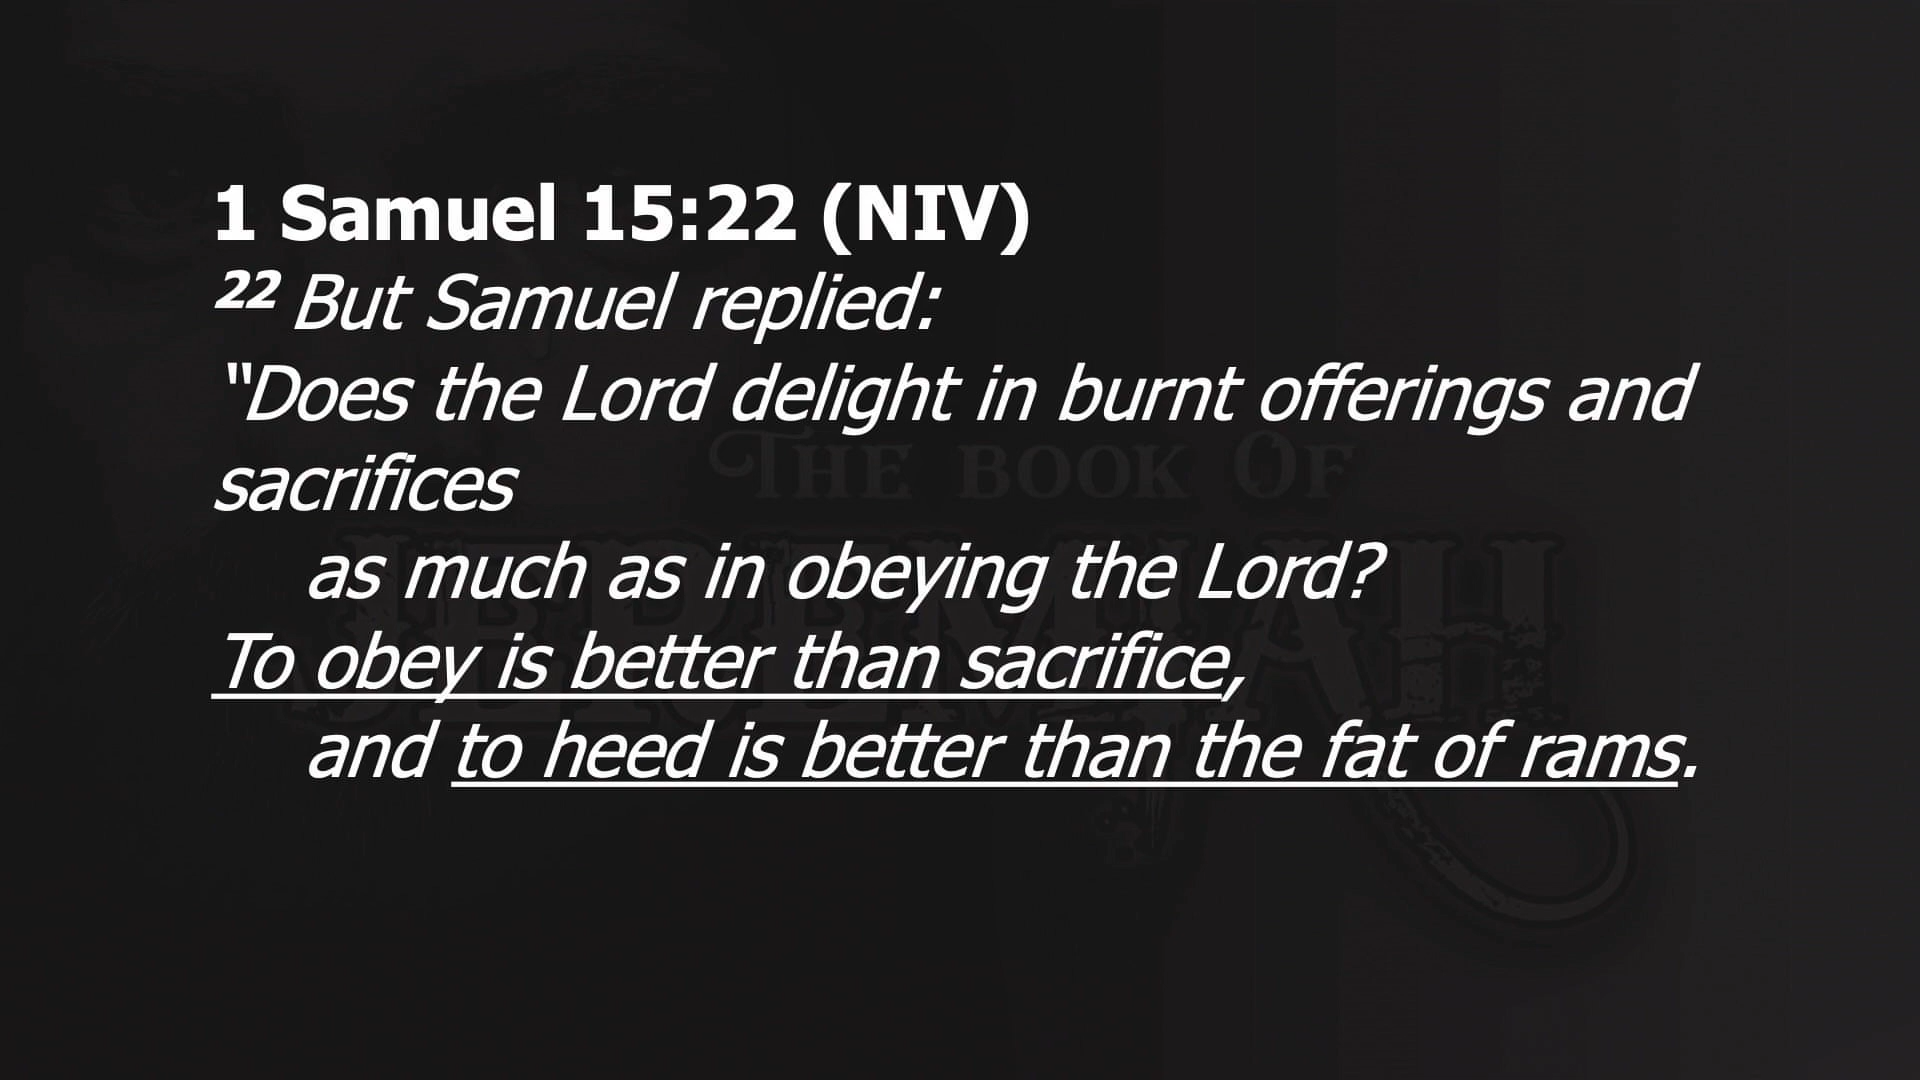 1 Samuel 15:22 (NIV)
22 But Samuel replied:
“Does the Lord delight in burnt offerings and
sacrifices
as much as in obeying the Lord?
To obey is better than sacrifice,
and to heed is better than the fat of rams.
The Book Of
JEREMIAH